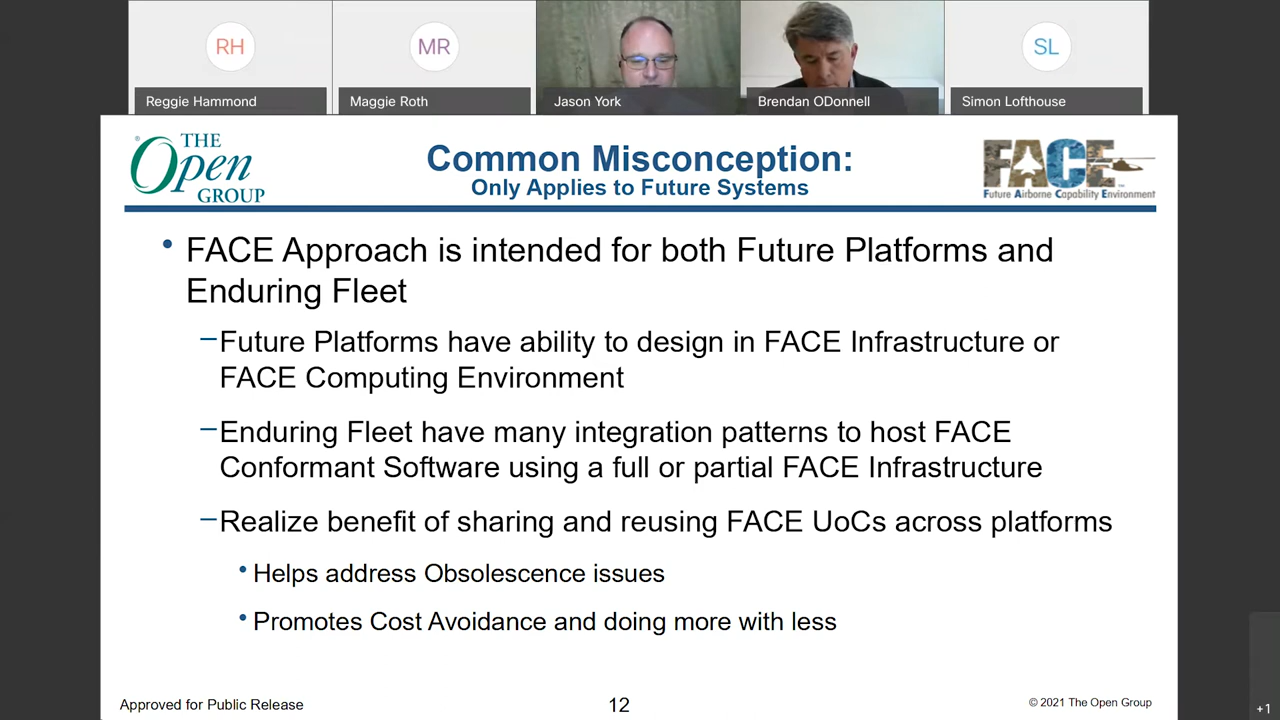 RH
MR
SL
Reggie Hammond
Maggie Roth
Jason York
Brendan ODonnell
Simon Lofthouse
® THE
Open
GROUP
Common Misconception:
Only Applies to Future Systems
FACE™
Future Airborne Capability Environment
• FACE Approach is intended for both Future Platforms and
Enduring Fleet
–Future Platforms have ability to design in FACE Infrastructure or
FACE Computing Environment
–Enduring Fleet have many integration patterns to host FACE
Conformant Software using a full or partial FACE Infrastructure
–Realize benefit of sharing and reusing FACE UoCs across platforms
• Helps address Obsolescence issues
• Promotes Cost Avoidance and doing more with less
Approved for Public Release
12
© 2021 The Open Group
+1